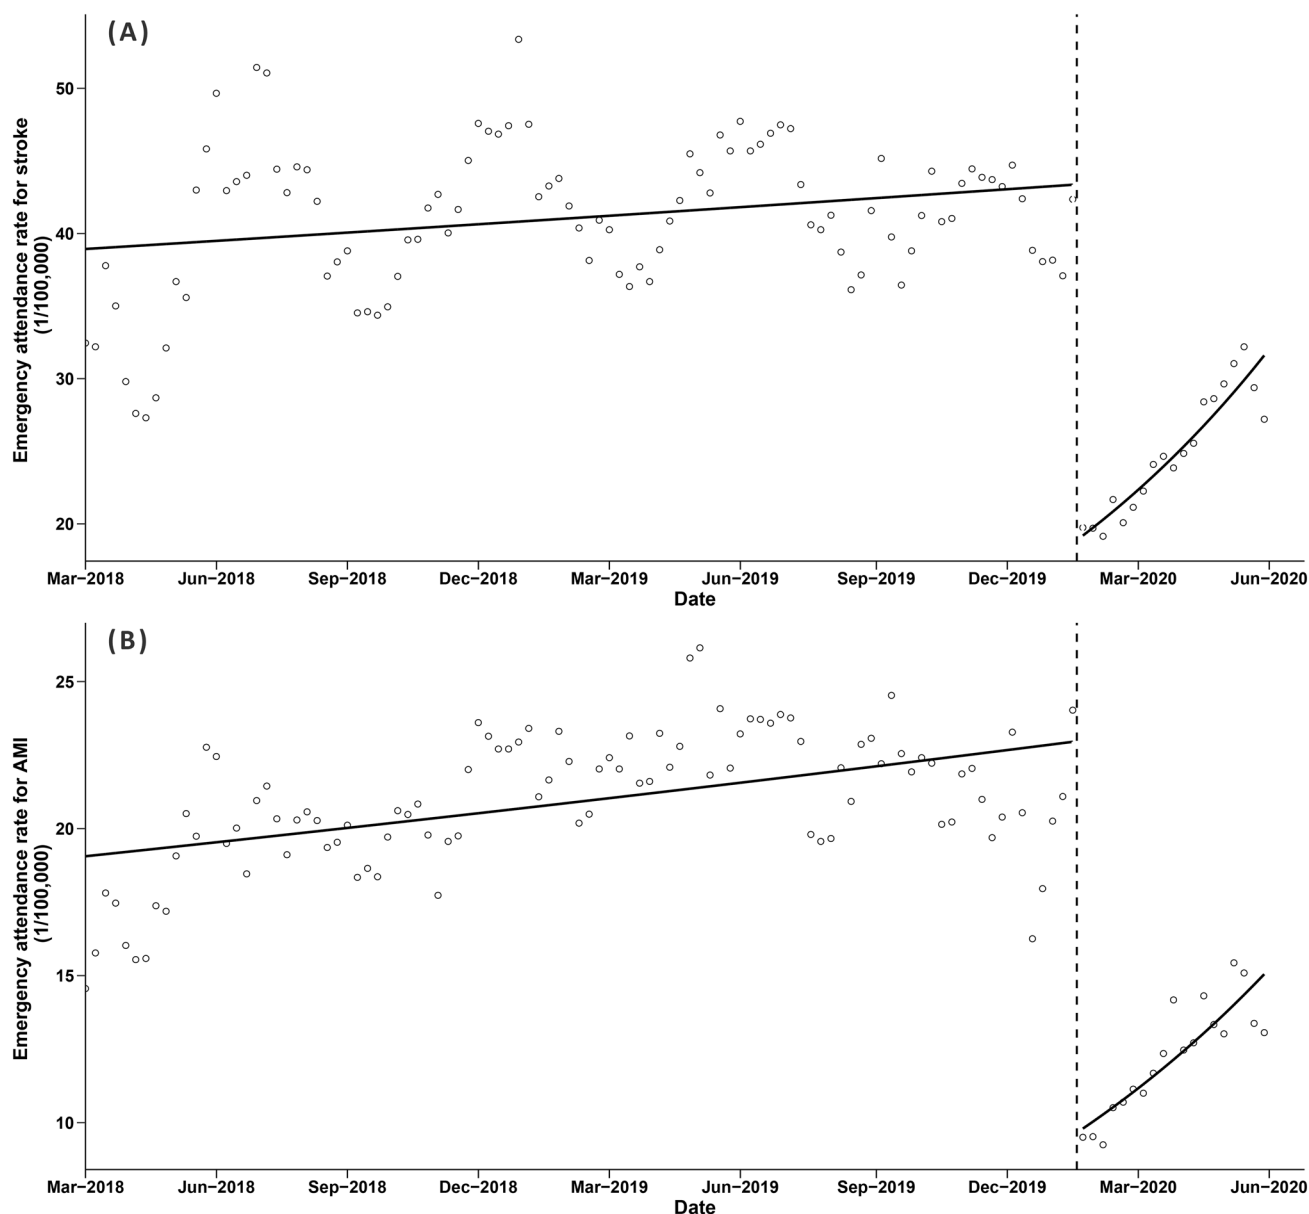 (A)
Emergency attendance rate for stroke
(1/100,000)
50
40
30
20
Mar−2018 Jun−2018 Sep−2018 Dec−2018 Mar−2019 Jun−2019 Sep−2019 Dec−2019 Mar−2020 Jun−2020
Date
(B)
Emergency attendance rate for AMI
(1/100,000)
25
20
15
10
Mar−2018 Jun−2018 Sep−2018 Dec−2018 Mar−2019 Jun−2019 Sep−2019 Dec−2019 Mar−2020 Jun−2020
Date